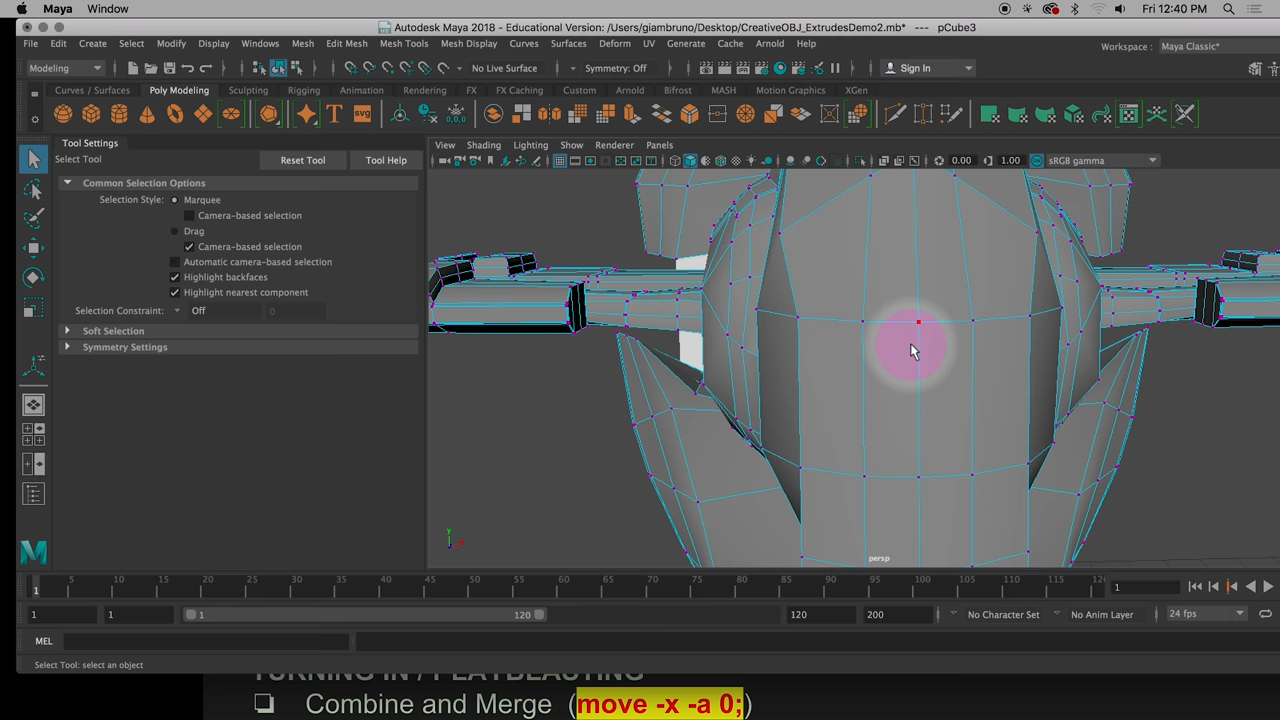 Maya Window Fri 12:40 PM
Autodesk Maya 2018 - Educational Version: /Users/giambruno/Desktop/CreativeOBJ_ExtrudesDemo2.mb* --- pCube3
File Edit Create Select Modify Display Windows Mesh Edit Mesh Mesh Tools Mesh Display Curves Surfaces Deform UV Generate Cache Arnold Help Workspace: Maya Classic*
Modeling No Live Surface Symmetry: Off Sign In
Curves / Surfaces Poly Modeling Sculpting Rigging Animation Rendering FX FX Caching Custom Arnold Bifrost MASH Motion Graphics XGen
T svg 0,0,0
Tool Settings View Shading Lighting Show Renderer Panels
Select Tool Reset Tool Tool Help 0.00 1.00 sRGB gamma
Common Selection Options
Selection Style: Marquee
Camera-based selection
Drag
Camera-based selection
Automatic camera-based selection
Highlight backfaces
Highlight nearest component
Selection Constraint: Off 0
Soft Selection
Symmetry Settings
y x
persp
5 10 15 20 25 30 35 40 45 50 55 60 65 70 75 80 85 90 95 100 105 110 115 1
1 1 1 120 120 200 No Character Set No Anim Layer 24 fps
MEL
Select Tool: select an object
TURNING IN / PLAYBLASTING
Combine and Merge (move -x -a 0;)